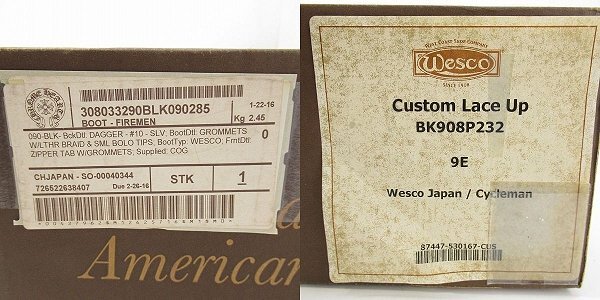 308033290BLK090285
1-22-16
BOOT - FIREMEN
Kg 2.45
090-BLK- BckDtl. DAGGER - #10 - SLV, BootDtl: GROMMETS
W/LTHR BRAID & SML BOLO TIPS, BootTyp: WESCO; FrntDtl:
ZIPPER TAB W/GROMMETS; Supplied: COG
0
CHJAPAN - SO-00040344
726522638407
Due 2-26-16
STK
1
American
WEST COAST SHOE COMPANY
Wesco
SINCE 1918
Custom Lace Up
BK908P232
9E
Wesco Japan / Cycleman
87447-530167-CUS